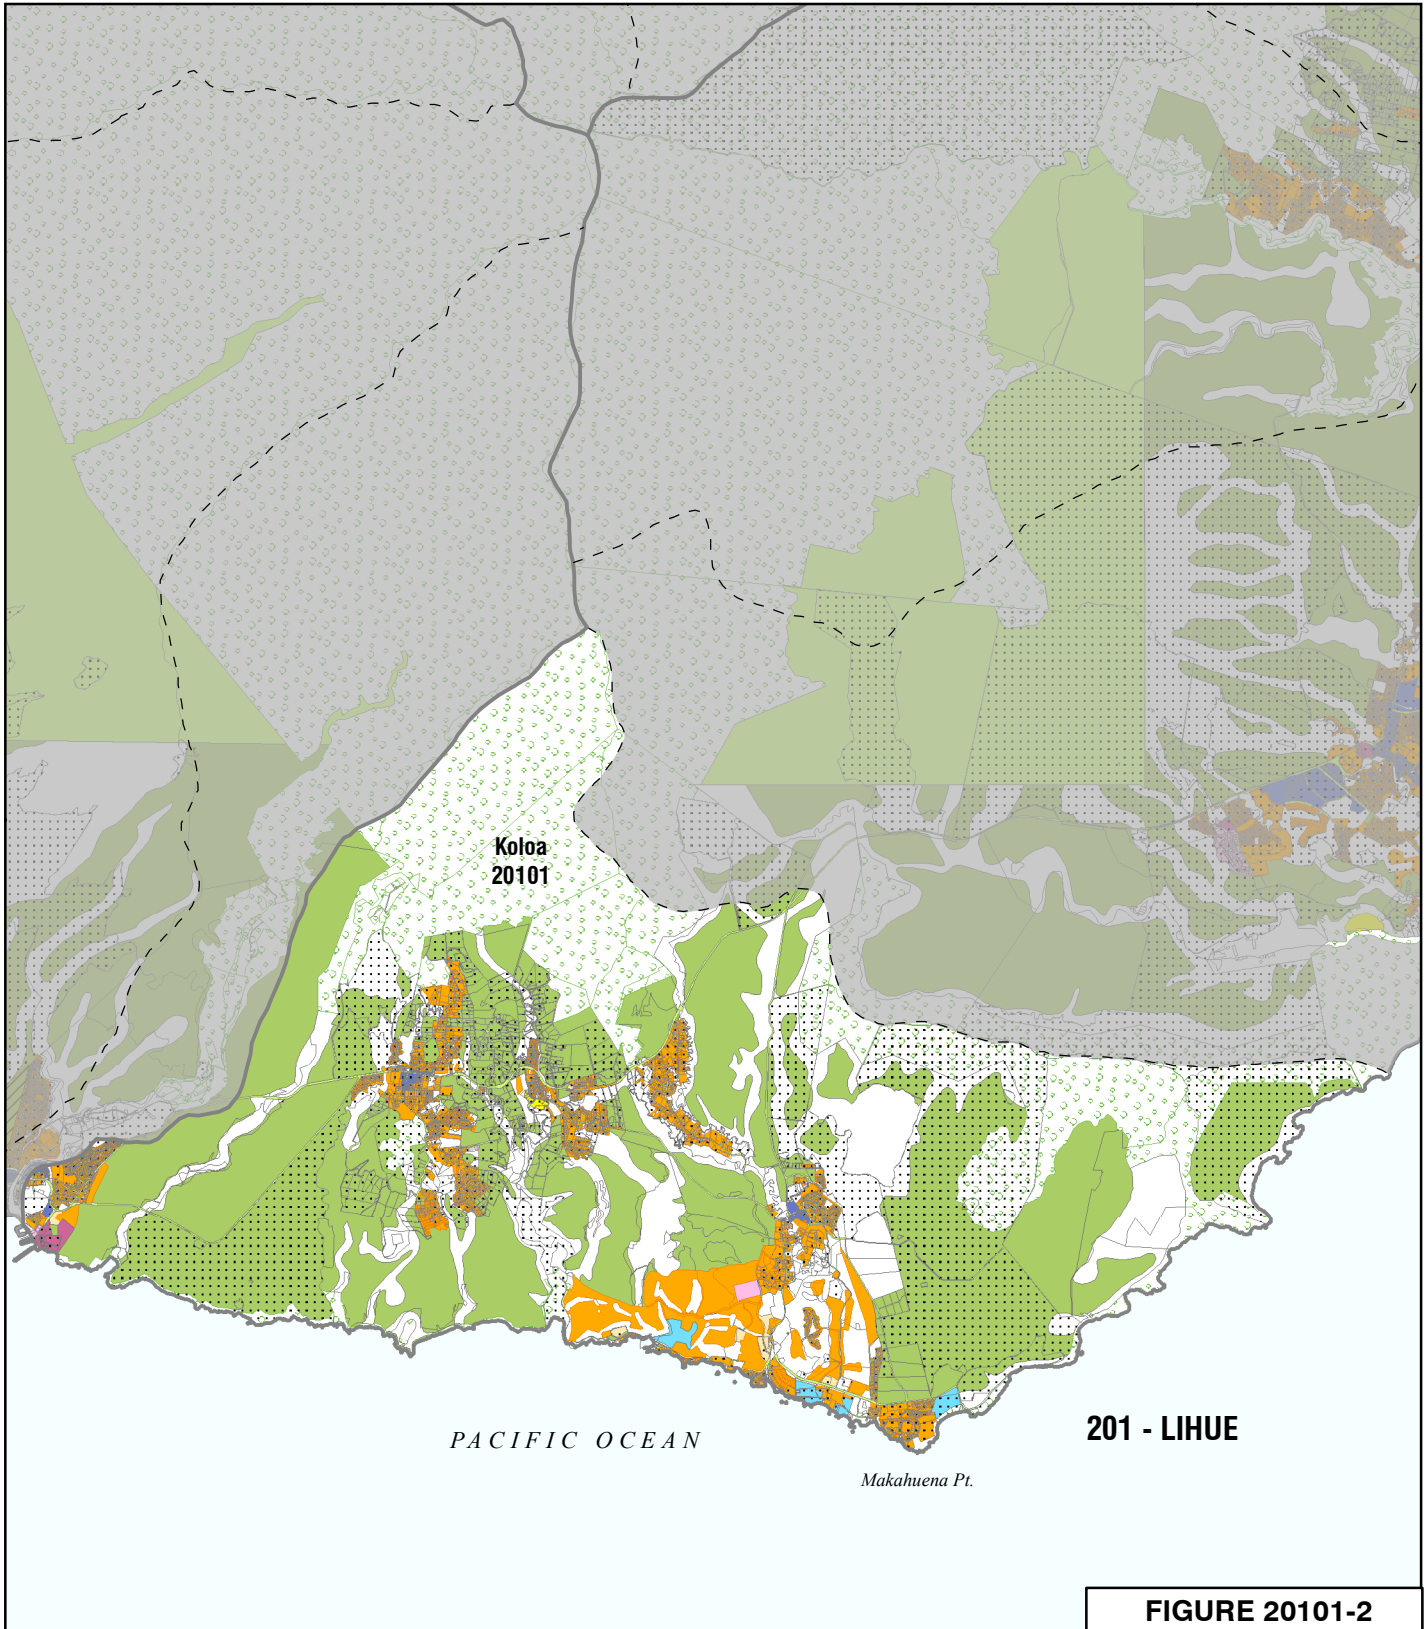 Koloa
20101
PACIFIC OCEAN
201 - LIHUE
Makahuena Pt.
FIGURE 20101-2